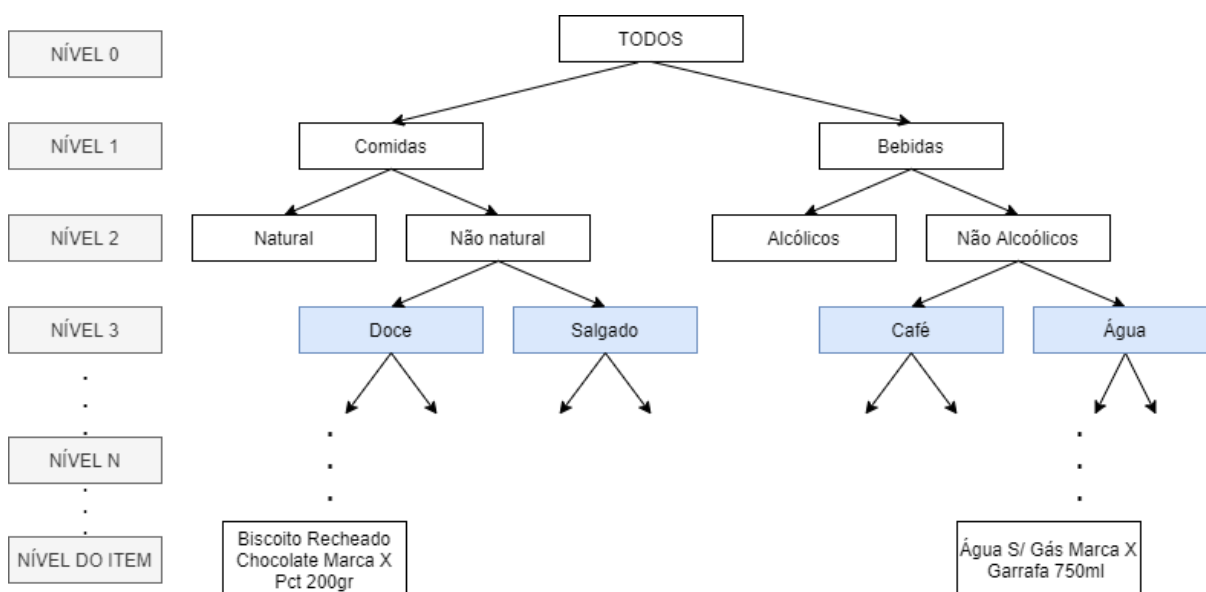 NÍVEL 0
TODOS
NÍVEL 1
Comidas
Bebidas
NÍVEL 2
Natural
Não natural
Alcólicos
Não Alcoólicos
NÍVEL 3
Doce
Salgado
Café
Água
NÍVEL N
NÍVEL DO ITEM
Biscoito Recheado
Chocolate Marca X
Pct 200gr
Água S/ Gás Marca X
Garrafa 750ml